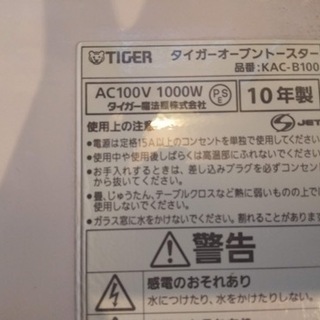 TIGER タイガーオーブントースター
品番:KAC-B100
AC100V 1000W PSE 10年製
タイガー魔法瓶株式会社
使用上の注意 JET
•電源は定格15A以上のコンセントを単独で使用してください
•使用中や使用後しばらくは高温部にふれないでください
•お手入れするときは、差し込みプラグを必ずコンセント
•畳、じゅうたん、テーブルクロスなど熱に弱いものの上では
使用しないでください。
•ガラス窓に水をかけないでください。割れることがあります
警告
感電のおそれあり
水につけたり、水をかけたりしない。